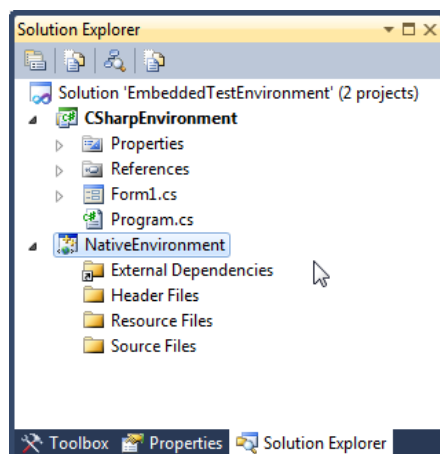 Solution Explorer
Solution 'EmbeddedTestEnvironment' (2 projects)
CSharpEnvironment
Properties
References
Form1.cs
Program.cs
NativeEnvironment
External Dependencies
Header Files
Resource Files
Source Files
Toolbox Properties Solution Explorer